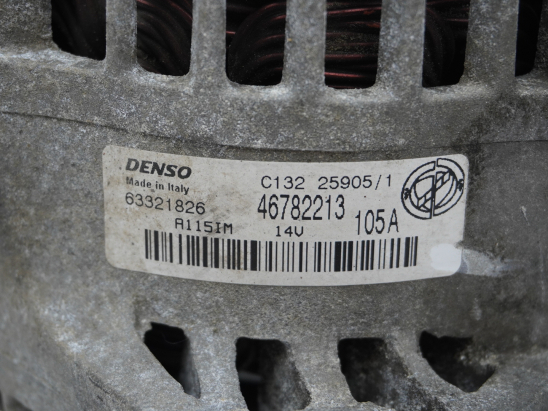 DENSO
Made in Italy
C132 25905/1
63321826
46782213
105A
A115IM
14V